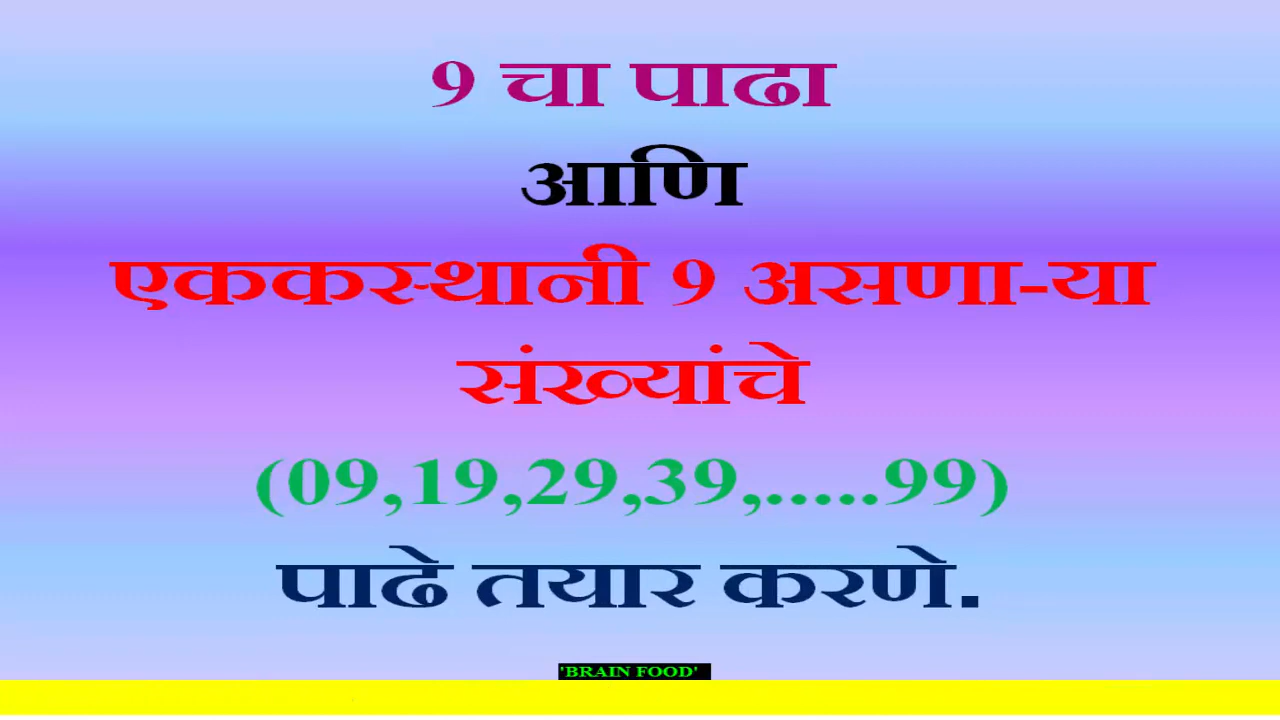 9 चा पाढा
आणि
एककस्थानी 9 असणा-या
संख्यांचे
(09,19,29,39,.....99)
पाढे तयार करणे.
'BRAIN FOOD'